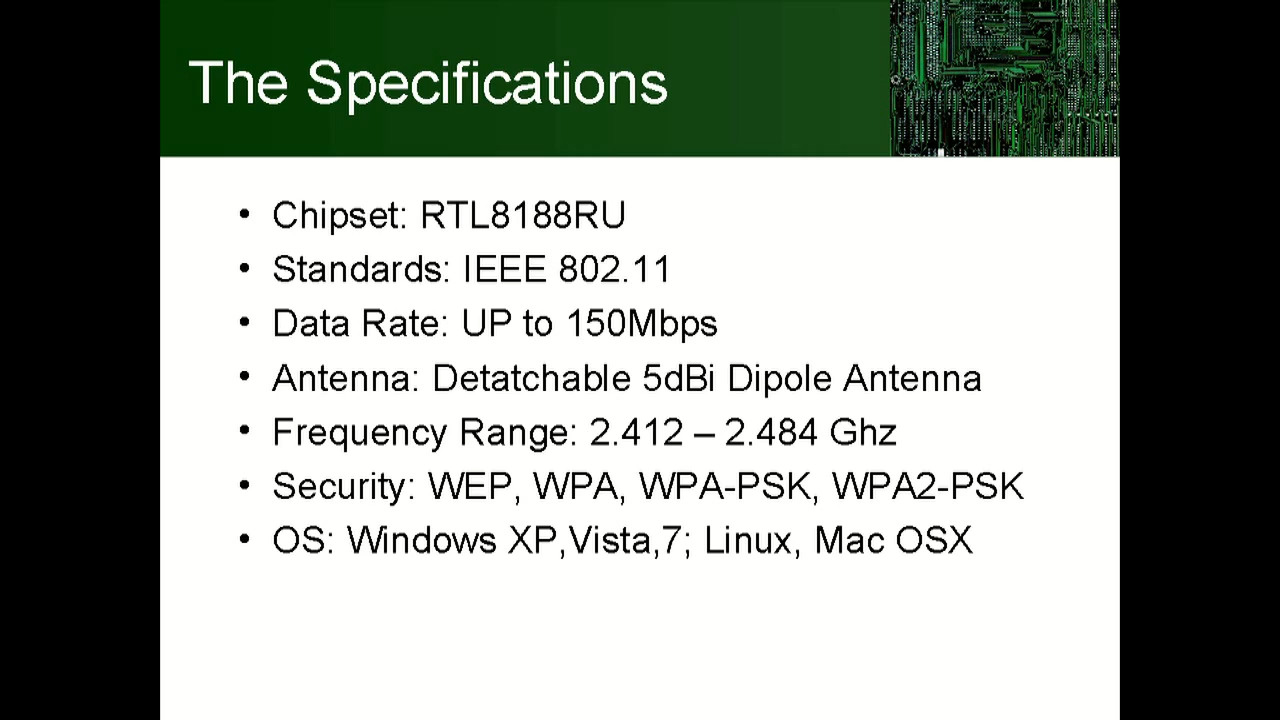 The Specifications
• Chipset: RTL8188RU
• Standards: IEEE 802.11
• Data Rate: UP to 150Mbps
• Antenna: Detatchable 5dBi Dipole Antenna
• Frequency Range: 2.412 – 2.484 Ghz
• Security: WEP, WPA, WPA-PSK, WPA2-PSK
• OS: Windows XP,Vista,7; Linux, Mac OSX